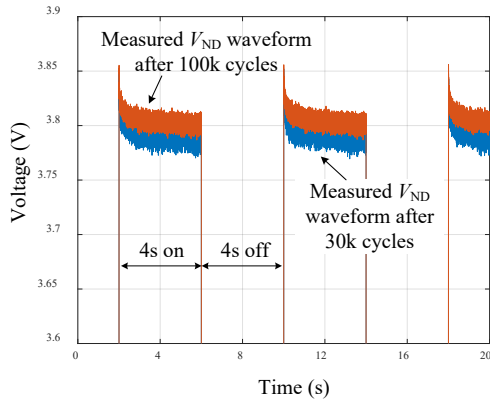 3.9
Measured VND waveform
after 100k cycles
3.85
3.8
Voltage (V)
3.75
Measured VND
waveform after
30k cycles
3.7
4s on
4s off
3.65
3.6
0
4
8
12
16
20
Time (s)